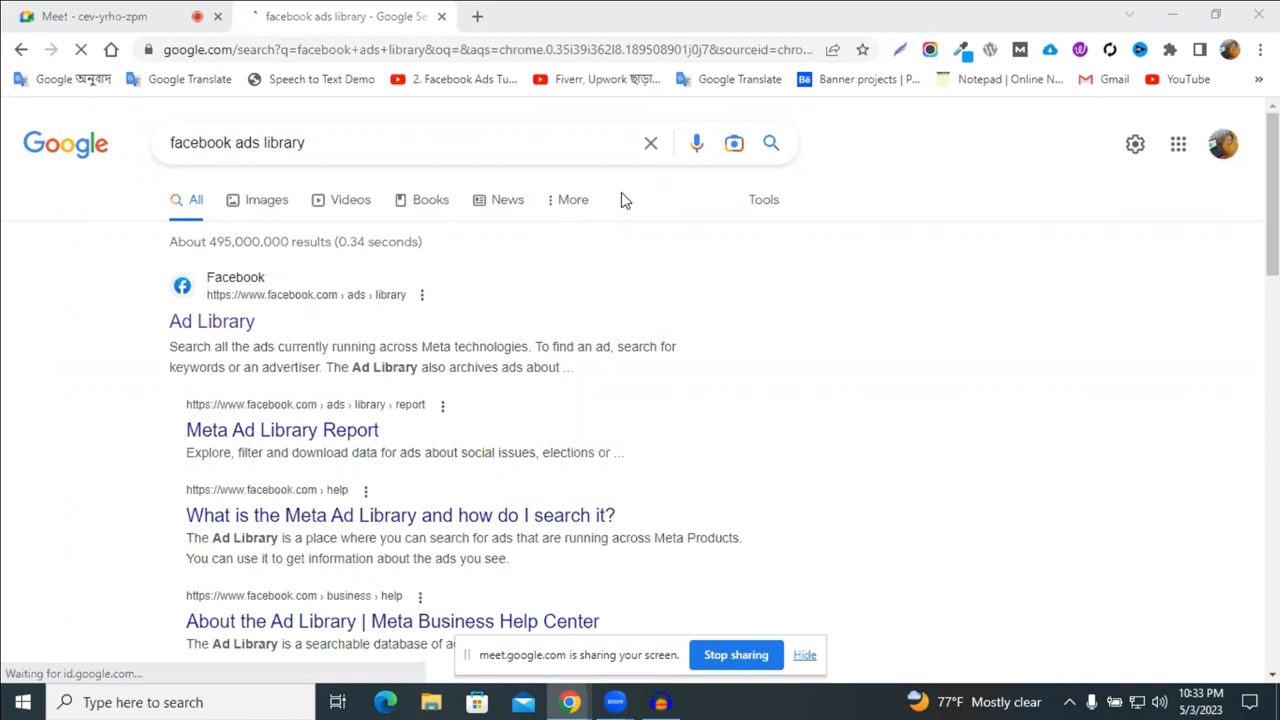 Meet - cev-yrho-zpm
facebook ads library - Google Se
google.com/search?q=facebook+ads+library&oq=&aqs=chrome.0.35i39i362l8.189508901j0j7&sourceid=chro...
Google অনুবাদ
Google Translate
Speech to Text Demo
2. Facebook Ads Tu...
Fiverr, Upwork ছাড়া...
Google Translate
Bē
Banner projects | P...
Notepad | Online N...
Gmail
YouTube
»
Google
facebook ads library
All
Images
Videos
Books
News
More
Tools
About 495,000,000 results (0.34 seconds)
Facebook
https://www.facebook.com › ads › library
Ad Library
Search all the ads currently running across Meta technologies. To find an ad, search for
keywords or an advertiser. The Ad Library also archives ads about ...
https://www.facebook.com › ads › library › report
Meta Ad Library Report
Explore, filter and download data for ads about social issues, elections or ...
https://www.facebook.com › help
What is the Meta Ad Library and how do I search it?
The Ad Library is a place where you can search for ads that are running across Meta Products.
You can use it to get information about the ads you see.
https://www.facebook.com › business › help
About the Ad Library | Meta Business Help Center
The Ad Library is a searchable database of a
meet.google.com is sharing your screen.
Stop sharing
Hide
Waiting for id.google.com...
Type here to search
zoom
77°F Mostly clear
10:33 PM
5/3/2023